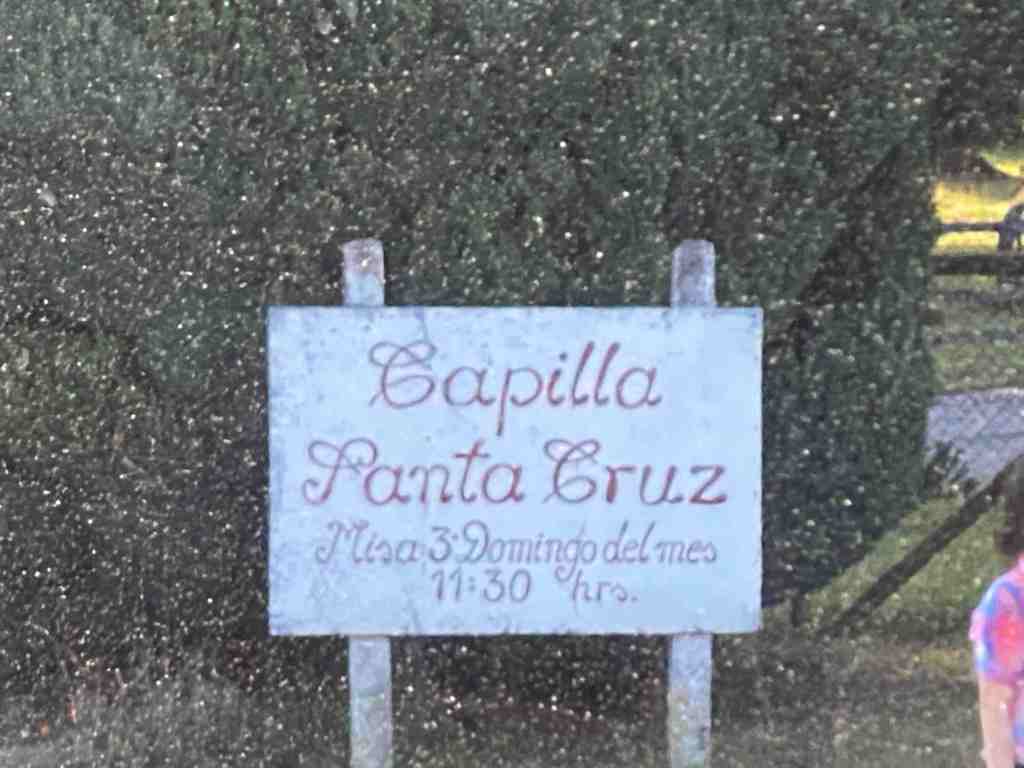 Capilla
Santa Cruz
Misa 3° Domingo del mes
11:30 hrs.